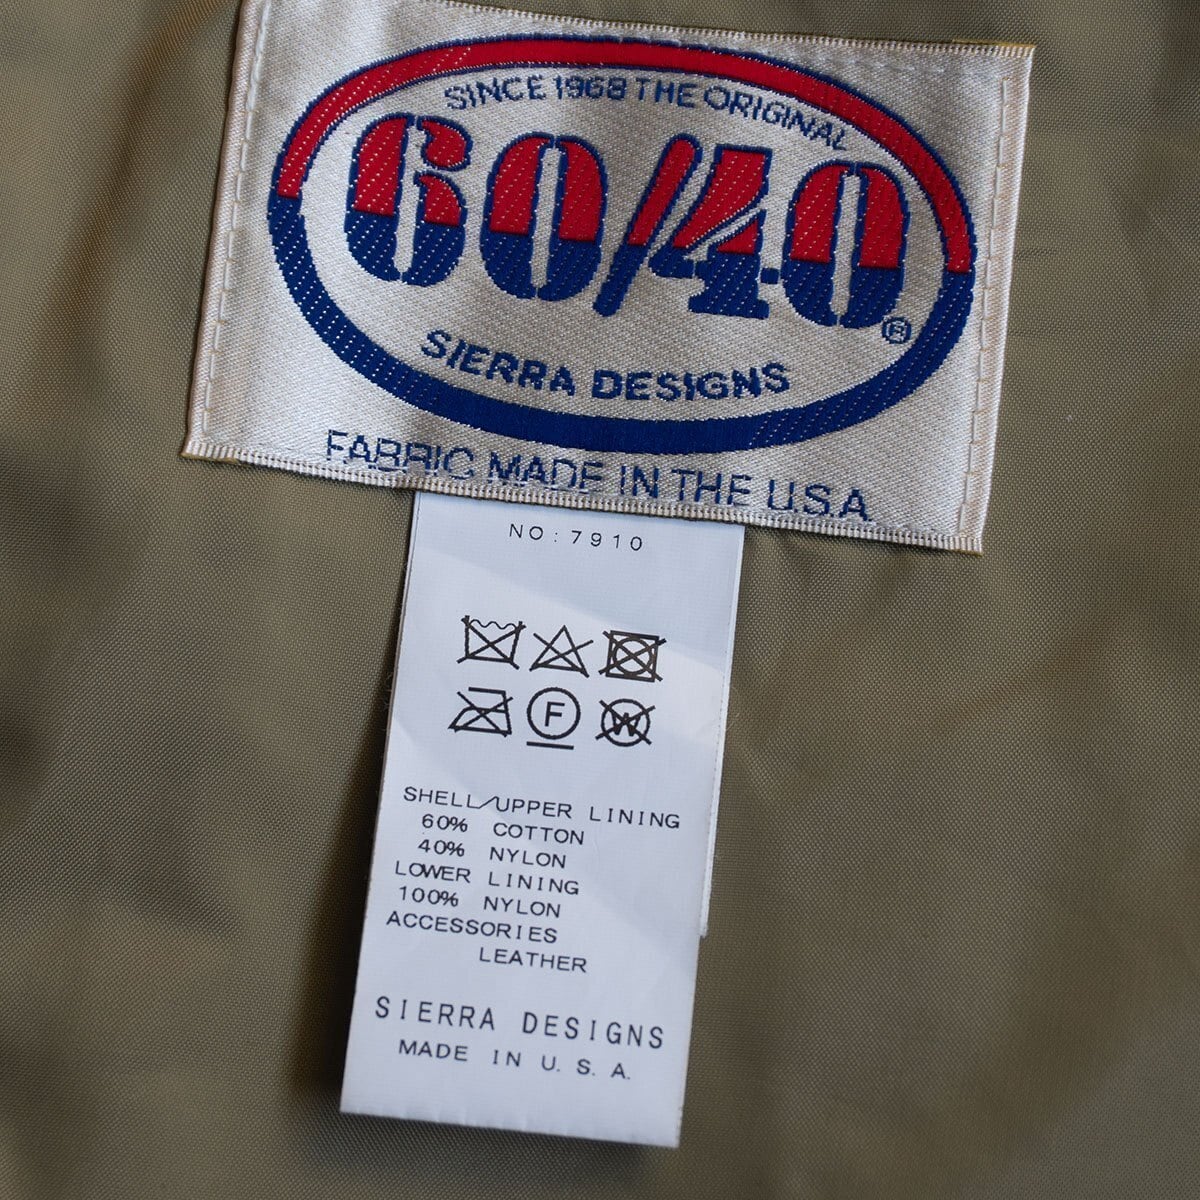 SINCE 1968 THE ORIGINAL
60/40®
SIERRA DESIGNS
FABRIC MADE IN THE U.S.A
NO:7910
F W
SHELL/UPPER LINING
60% COTTON
40% NYLON
LOWER LINING
100% NYLON
ACCESSORIES
LEATHER
SIERRA DESIGNS
MADE IN U.S.A.